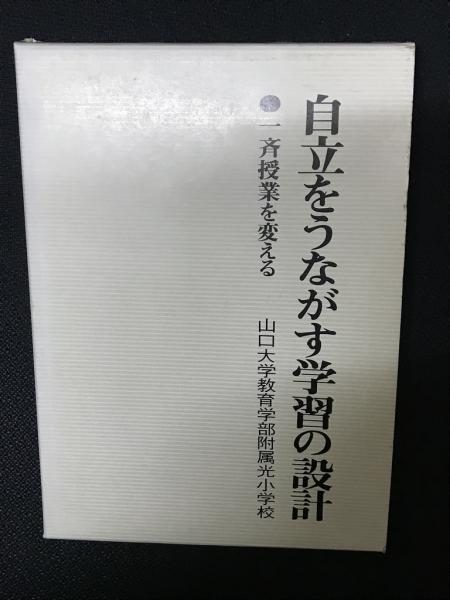 自立をうながす学習の設計
●一斉授業を変える
山口大学教育学部附属光小学校